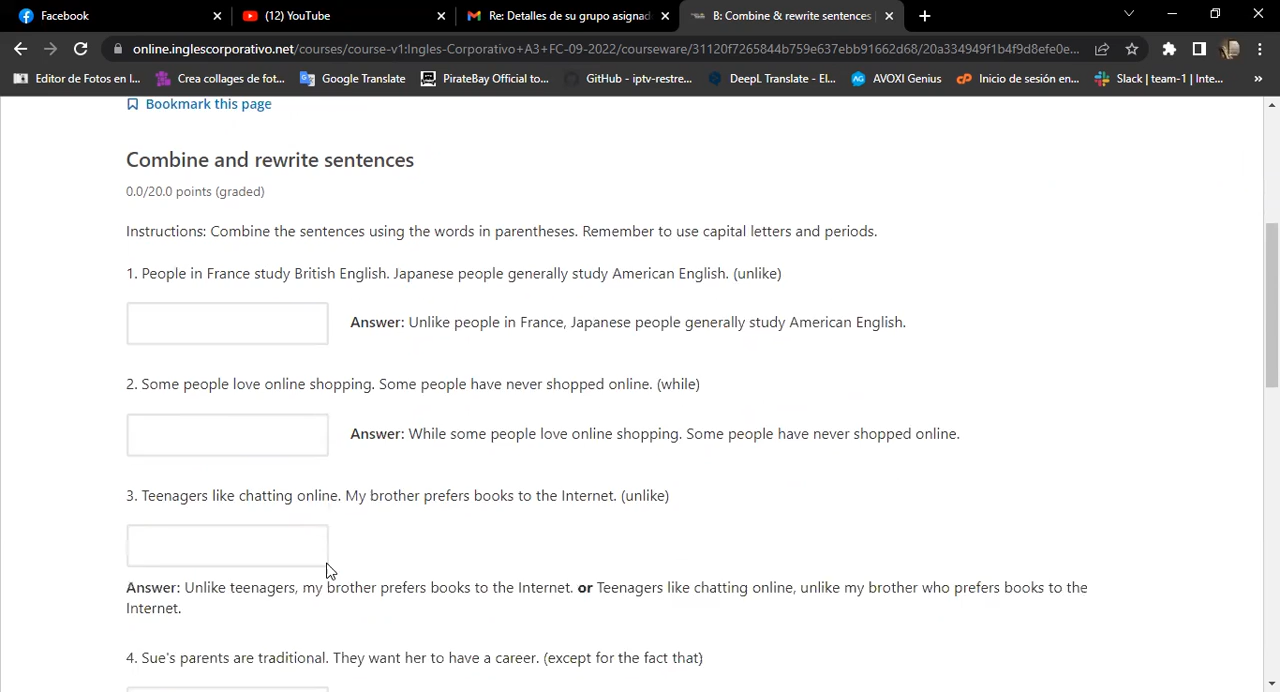 Facebook
(12) YouTube
Re: Detalles de su grupo asignad
B: Combine & rewrite sentences
online.inglescorporativo.net/courses/course-v1:Ingles-Corporativo+A3+FC-09-2022/courseware/31120f7265844b759e637ebb91662d68/20a334949f1b4f9d8efe0e...
Editor de Fotos en l...
Crea collages de fot...
Google Translate
PirateBay Official to...
GitHub - iptv-restre...
DeepL Translate - El...
AVOXI Genius
Inicio de sesión en...
Slack | team-1 | Inte...
Bookmark this page
Combine and rewrite sentences
0.0/20.0 points (graded)
Instructions: Combine the sentences using the words in parentheses. Remember to use capital letters and periods.
1. People in France study British English. Japanese people generally study American English. (unlike)
Answer: Unlike people in France, Japanese people generally study American English.
2. Some people love online shopping. Some people have never shopped online. (while)
Answer: While some people love online shopping. Some people have never shopped online.
3. Teenagers like chatting online. My brother prefers books to the Internet. (unlike)
Answer: Unlike teenagers, my brother prefers books to the Internet. or Teenagers like chatting online, unlike my brother who prefers books to the
Internet.
4. Sue's parents are traditional. They want her to have a career. (except for the fact that)